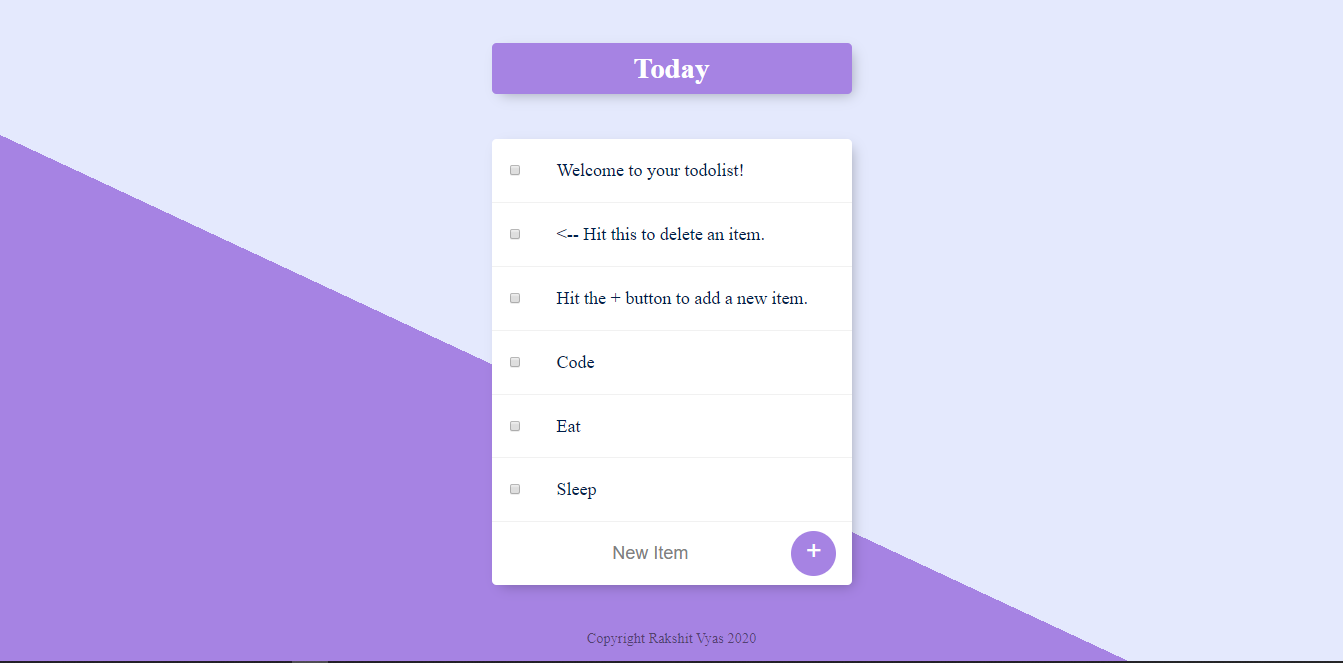 Today
Welcome to your todolist!
<-- Hit this to delete an item.
Hit the + button to add a new item.
Code
Eat
Sleep
New Item +
Copyright Rakshit Vyas 2020